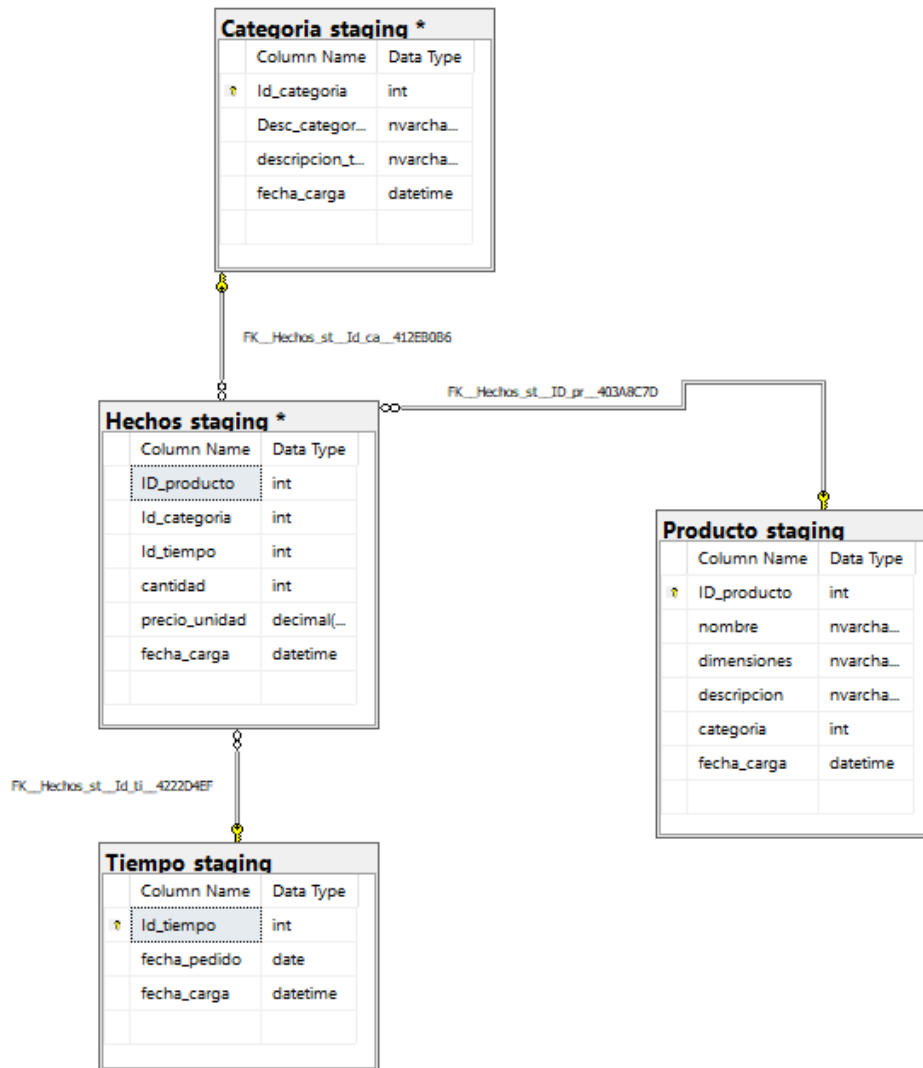 Categoria staging *
Column Name Data Type
Id_categoria int
Desc_categor... nvarcha...
descripcion_t... nvarcha...
fecha_carga datetime
FK__Hechos_st__Id_ca__412EB0B6
FK__Hechos_st__ID_pr__403A8C7D
Hechos staging *
Column Name Data Type
ID_producto int
Id_categoria int
Id_tiempo int
cantidad int
precio_unidad decimal(...
fecha_carga datetime
Producto staging
Column Name Data Type
ID_producto int
nombre nvarcha...
dimensiones nvarcha...
descripcion nvarcha...
categoria int
fecha_carga datetime
FK__Hechos_st__Id_ti__4222D4EF
Tiempo staging
Column Name Data Type
Id_tiempo int
fecha_pedido date
fecha_carga datetime